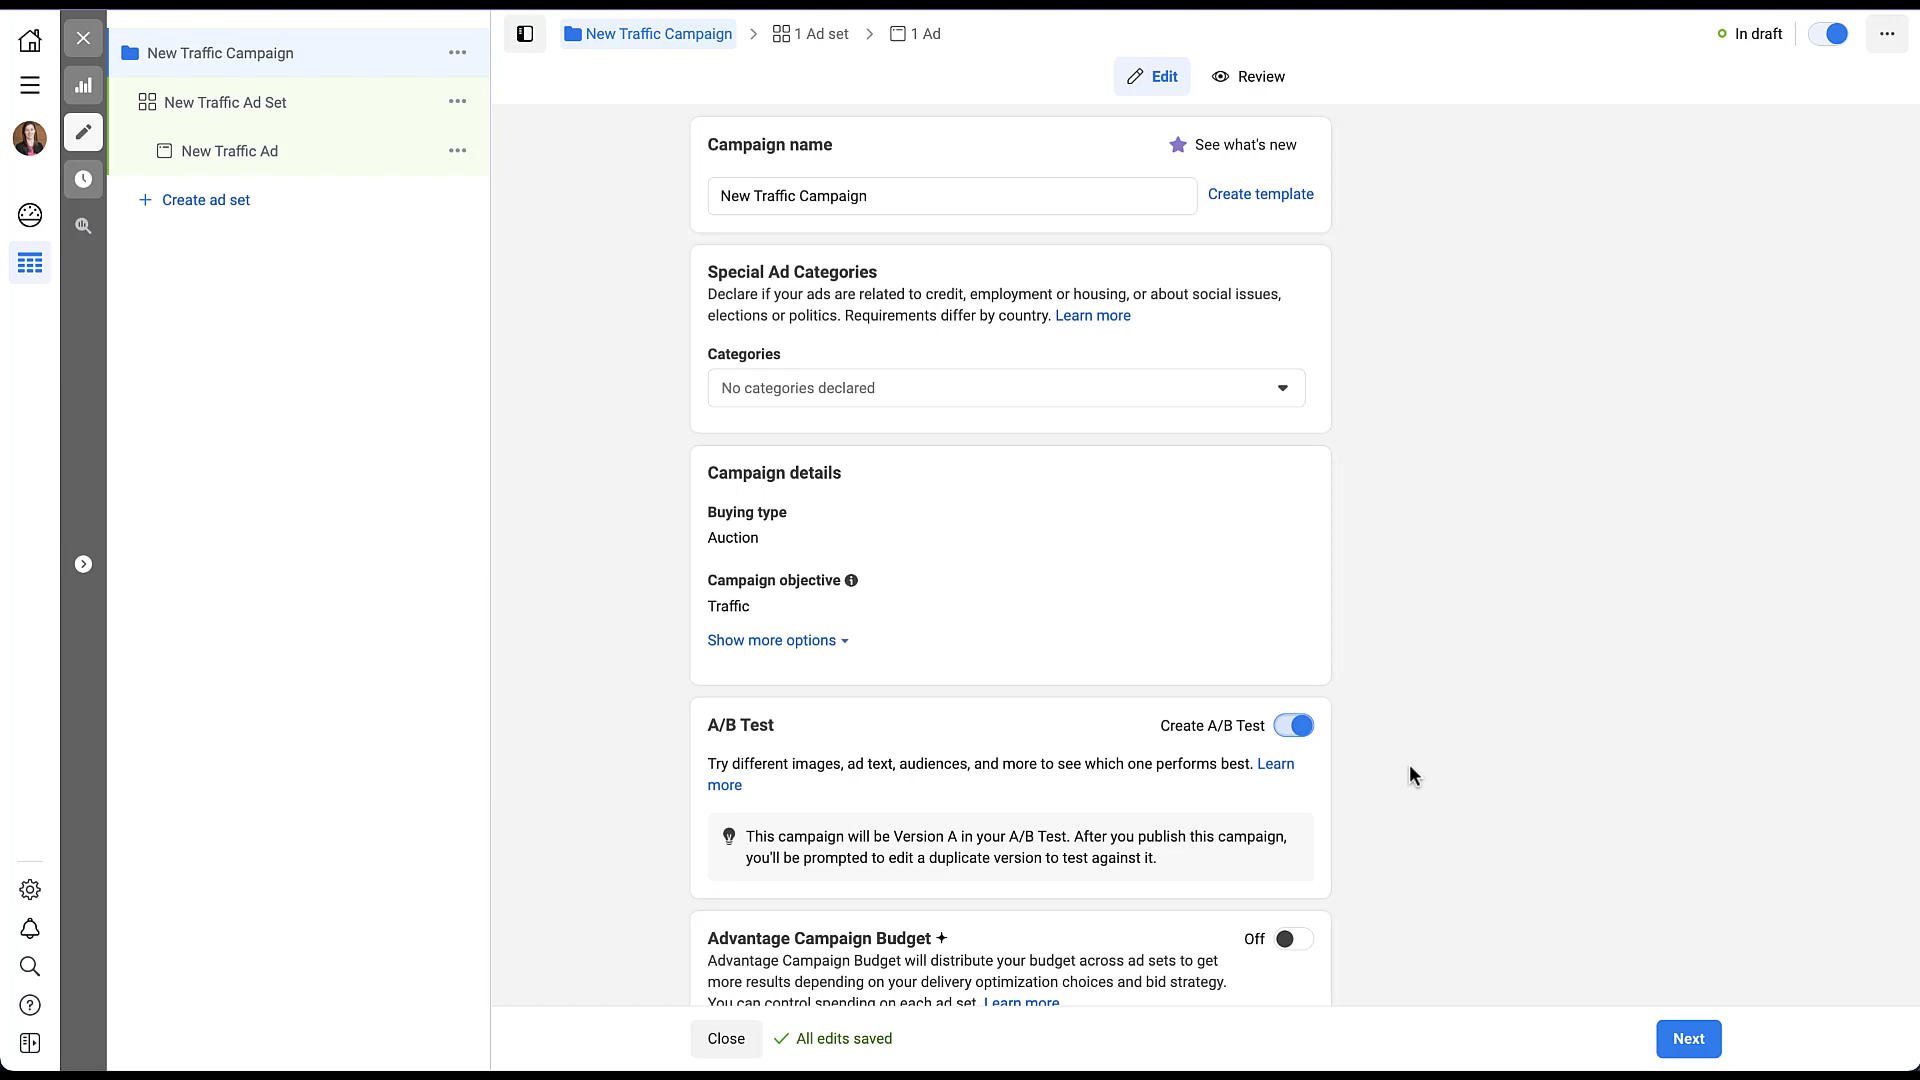 New Traffic Campaign
New Traffic Ad Set
New Traffic Ad
+ Create ad set
New Traffic Campaign > 1 Ad set > 1 Ad
In draft
Edit
Review
Campaign name
See what's new
New Traffic Campaign
Create template
Special Ad Categories
Declare if your ads are related to credit, employment or housing, or about social issues,
elections or politics. Requirements differ by country. Learn more
Categories
No categories declared
Campaign details
Buying type
Auction
Campaign objective
Traffic
Show more options
A/B Test
Create A/B Test
Try different images, ad text, audiences, and more to see which one performs best. Learn
more
This campaign will be Version A in your A/B Test. After you publish this campaign,
you'll be prompted to edit a duplicate version to test against it.
Advantage Campaign Budget
Off
Advantage Campaign Budget will distribute your budget across ad sets to get
more results depending on your delivery optimization choices and bid strategy.
You can control spending on each ad set. Learn more
Close
All edits saved
Next